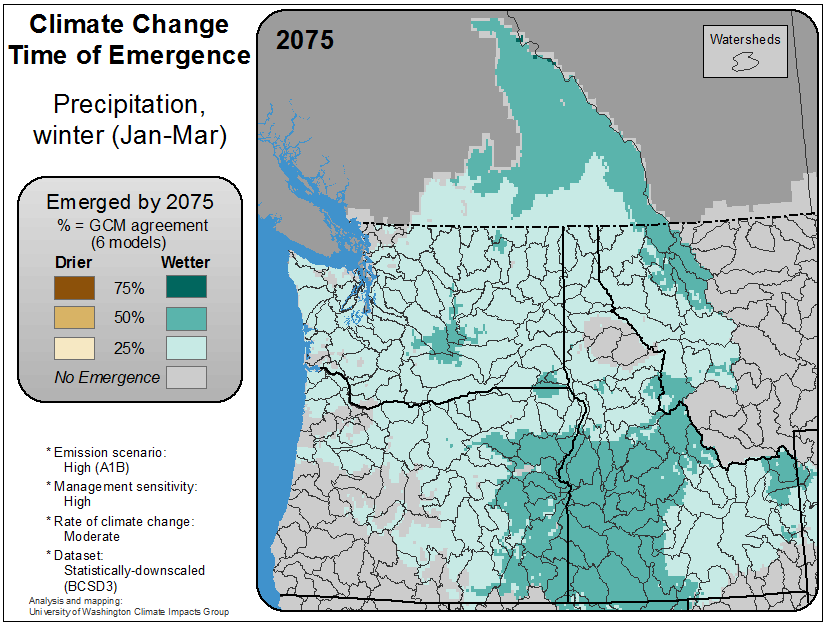 Climate Change
Time of Emergence
Precipitation,
winter (Jan-Mar)
Emerged by 2075
% = GCM agreement
(6 models)
Drier Wetter
75%
50%
25%
No Emergence
* Emission scenario:
High (A1B)
* Management sensitivity:
High
* Rate of climate change:
Moderate
* Dataset:
Statistically-downscaled
(BCSD3)
Analysis and mapping:
University of Washington Climate Impacts Group
2075
Watersheds